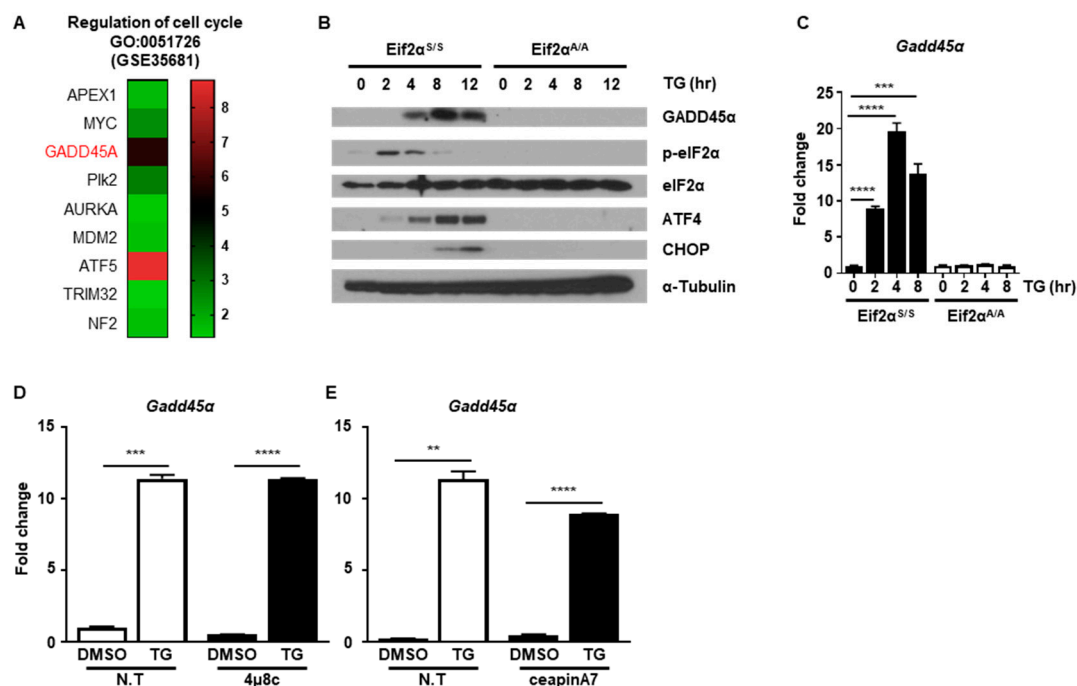 A
Regulation of cell cycle
GO:0051726
(GSE35681)
APEX1
MYC
GADD45A
Plk2
AURKA
MDM2
ATF5
TRIM32
NF2
8
7
6
5
4
3
2
B
Eif2αS/S Eif2αA/A
0 2 4 8 12 0 2 4 8 12 TG (hr)
GADD45α
p-eIF2α
eIF2α
ATF4
CHOP
α-Tubulin
C
Gadd45α
Fold change
25
20
15
10
5
0
***
****
****
0 2 4 8 0 2 4 8 TG (hr)
Eif2αS/S Eif2αA/A
D
Gadd45α
Fold change
15
10
5
0
*** ****
DMSO TG DMSO TG
N.T 4μ8c
E
Gadd45α
15
10
5
0
** ****
DMSO TG DMSO TG
N.T ceapinA7